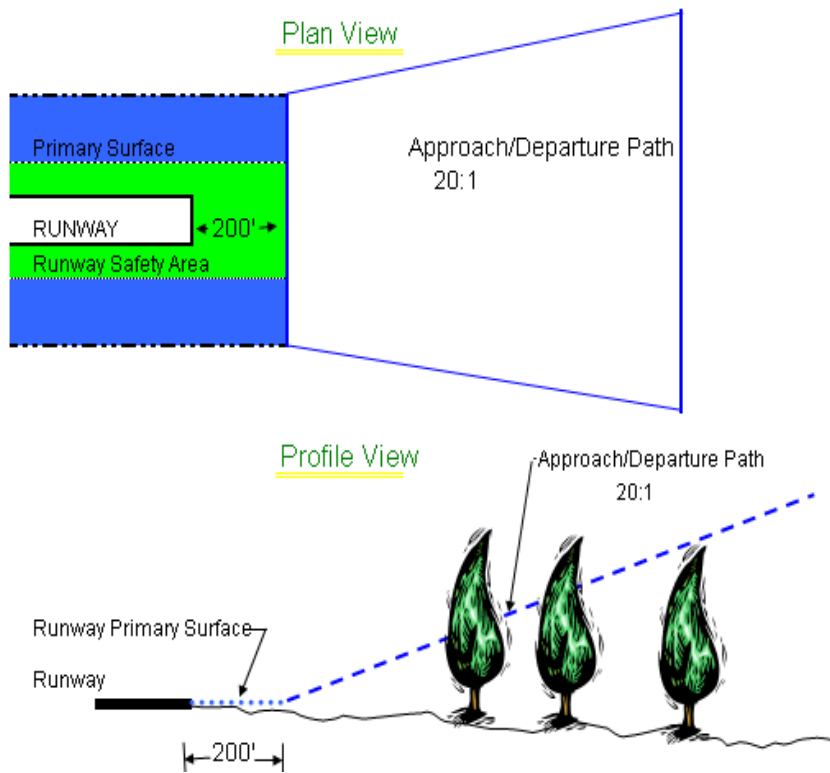 Plan View
Primary Surface
Approach/Departure Path
20:1
RUNWAY
200'
Runway Safety Area
Profile View
Approach/Departure Path
20:1
Runway Primary Surface
Runway
200'